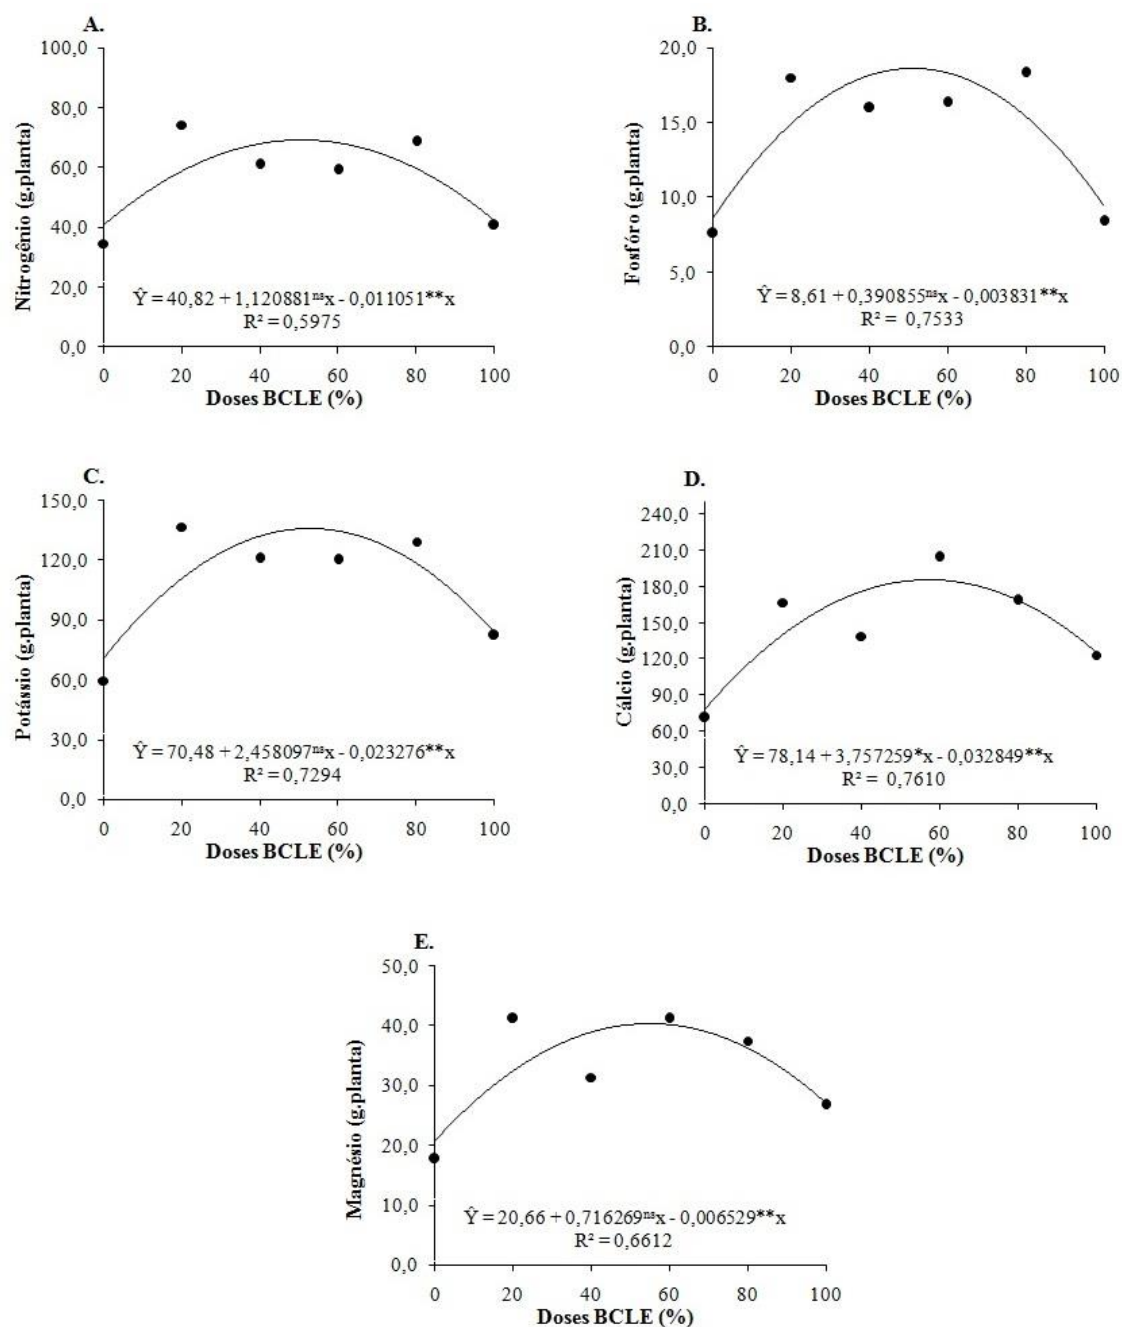 A.
100,0
80,0
60,0
40,0
20,0
0,0
Nitrogênio (g.planta)
Ŷ = 40,82 + 1,120881ⁿˢx - 0,011051**x
R² = 0,5975
0 20 40 60 80 100
Doses BCLE (%)
B.
20,0
15,0
10,0
5,0
0,0
Fosfóro (g.planta)
Ŷ = 8,61 + 0,390855ⁿˢx - 0,003831**x
R² = 0,7533
0 20 40 60 80 100
Doses BCLE (%)
C.
150,0
120,0
90,0
60,0
30,0
0,0
Potássio (g.planta)
Ŷ = 70,48 + 2,458097ⁿˢx - 0,023276**x
R² = 0,7294
0 20 40 60 80 100
Doses BCLE (%)
D.
240,0
210,0
180,0
150,0
120,0
90,0
60,0
30,0
0,0
Cálcio (g.planta)
Ŷ = 78,14 + 3,757259*x - 0,032849**x
R² = 0,7610
0 20 40 60 80 100
Doses BCLE (%)
E.
50,0
40,0
30,0
20,0
10,0
0,0
Magnésio (g.planta)
Ŷ = 20,66 + 0,716269ⁿˢx - 0,006529**x
R² = 0,6612
0 20 40 60 80 100
Doses BCLE (%)